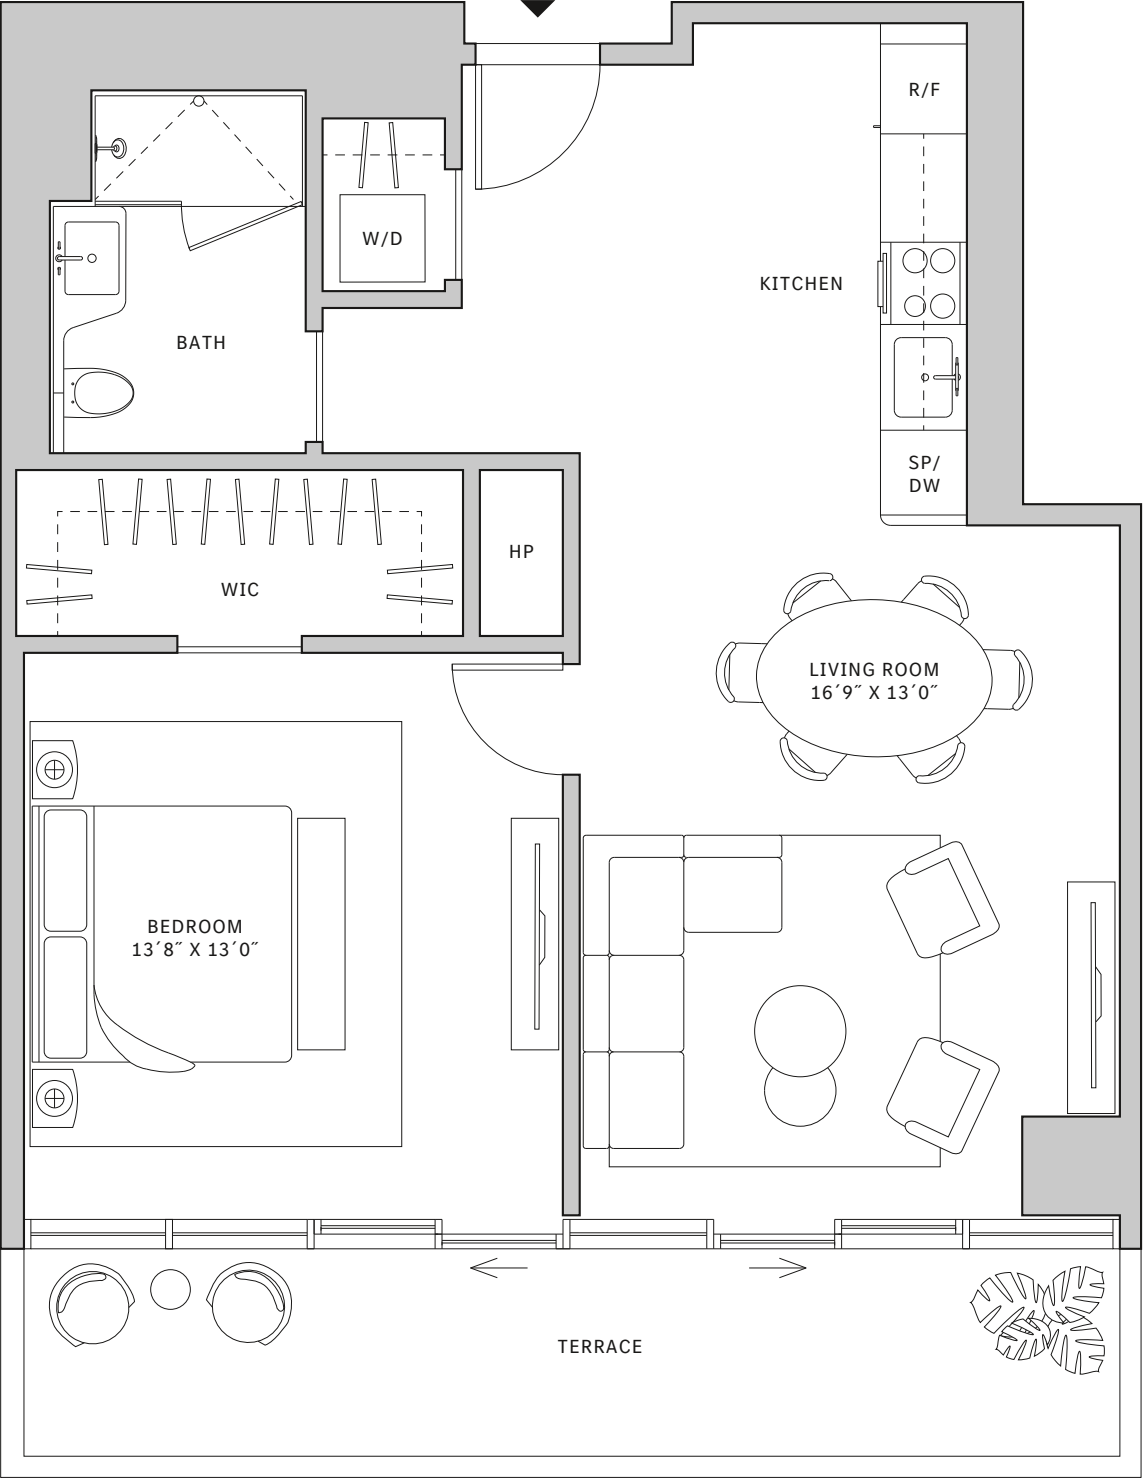 R/F
W/D
KITCHEN
BATH
SP/
DW
HP
WIC
LIVING ROOM
16´9˝ X 13´0˝
BEDROOM
13´8˝ X 13´0˝
TERRACE